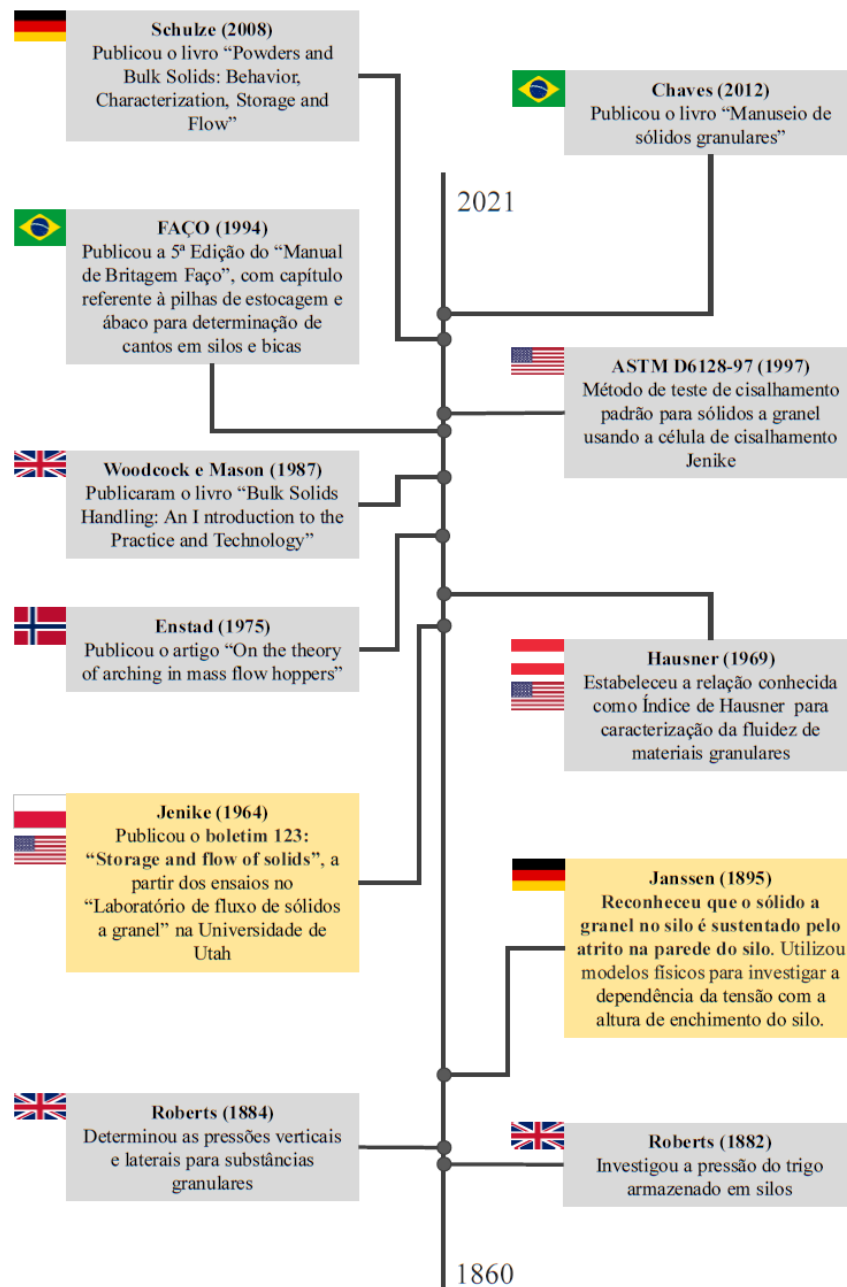 Schulze (2008)
Publicou o livro “Powders and
Bulk Solids: Behavior,
Characterization, Storage and
Flow”
Chaves (2012)
Publicou o livro “Manuseio de
sólidos granulares”
2021
FAÇO (1994)
Publicou a 5ª Edição do “Manual
de Britagem Faço”, com capítulo
referente à pilhas de estocagem e
ábaco para determinação de
cantos em silos e bicas
ASTM D6128-97 (1997)
Método de teste de cisalhamento
padrão para sólidos a granel
usando a célula de cisalhamento
Jenike
Woodcock e Mason (1987)
Publicaram o livro “Bulk Solids
Handling: An I ntroduction to the
Practice and Technology”
Enstad (1975)
Publicou o artigo “On the theory
of arching in mass flow hoppers”
Hausner (1969)
Estabeleceu a relação conhecida
como Índice de Hausner para
caracterização da fluidez de
materiais granulares
Jenike (1964)
Publicou o boletim 123:
“Storage and flow of solids”, a
partir dos ensaios no
“Laboratório de fluxo de sólidos
a granel” na Universidade de
Utah
Janssen (1895)
Reconheceu que o sólido a
granel no silo é sustentado pelo
atrito na parede do silo. Utilizou
modelos físicos para investigar a
dependência da tensão com a
altura de enchimento do silo.
Roberts (1884)
Determinou as pressões verticais
e laterais para substâncias
granulares
Roberts (1882)
Investigou a pressão do trigo
armazenado em silos
1860